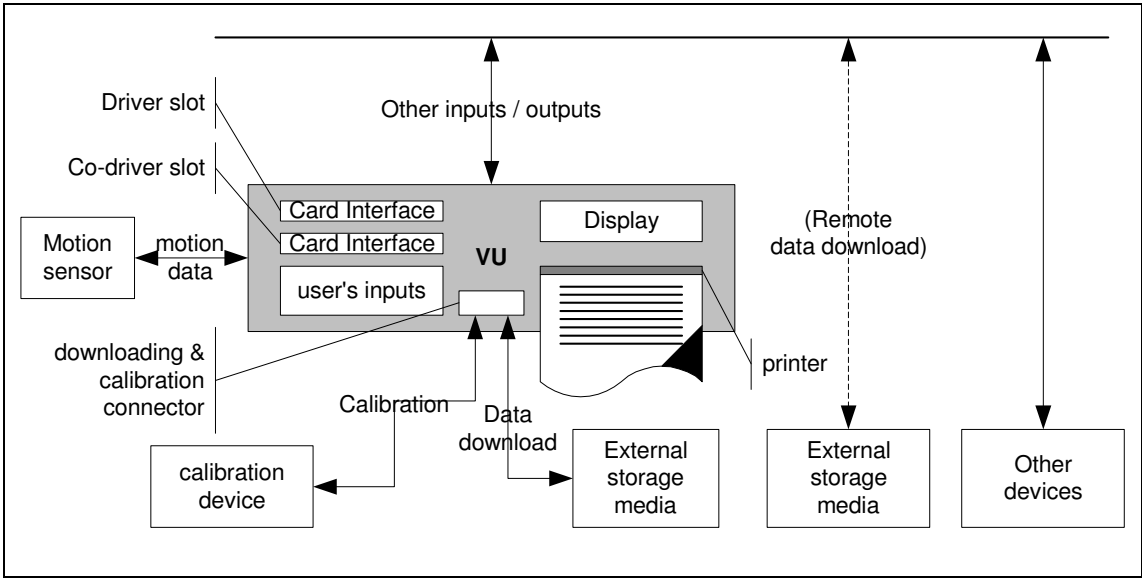 Driver slot
Other inputs / outputs
Co-driver slot
Card Interface
Display
(Remote
data download)
Motion
sensor
motion
data
Card Interface
VU
user's inputs
downloading &
calibration
connector
printer
Calibration
Data
download
calibration
device
External
storage
media
External
storage
media
Other
devices